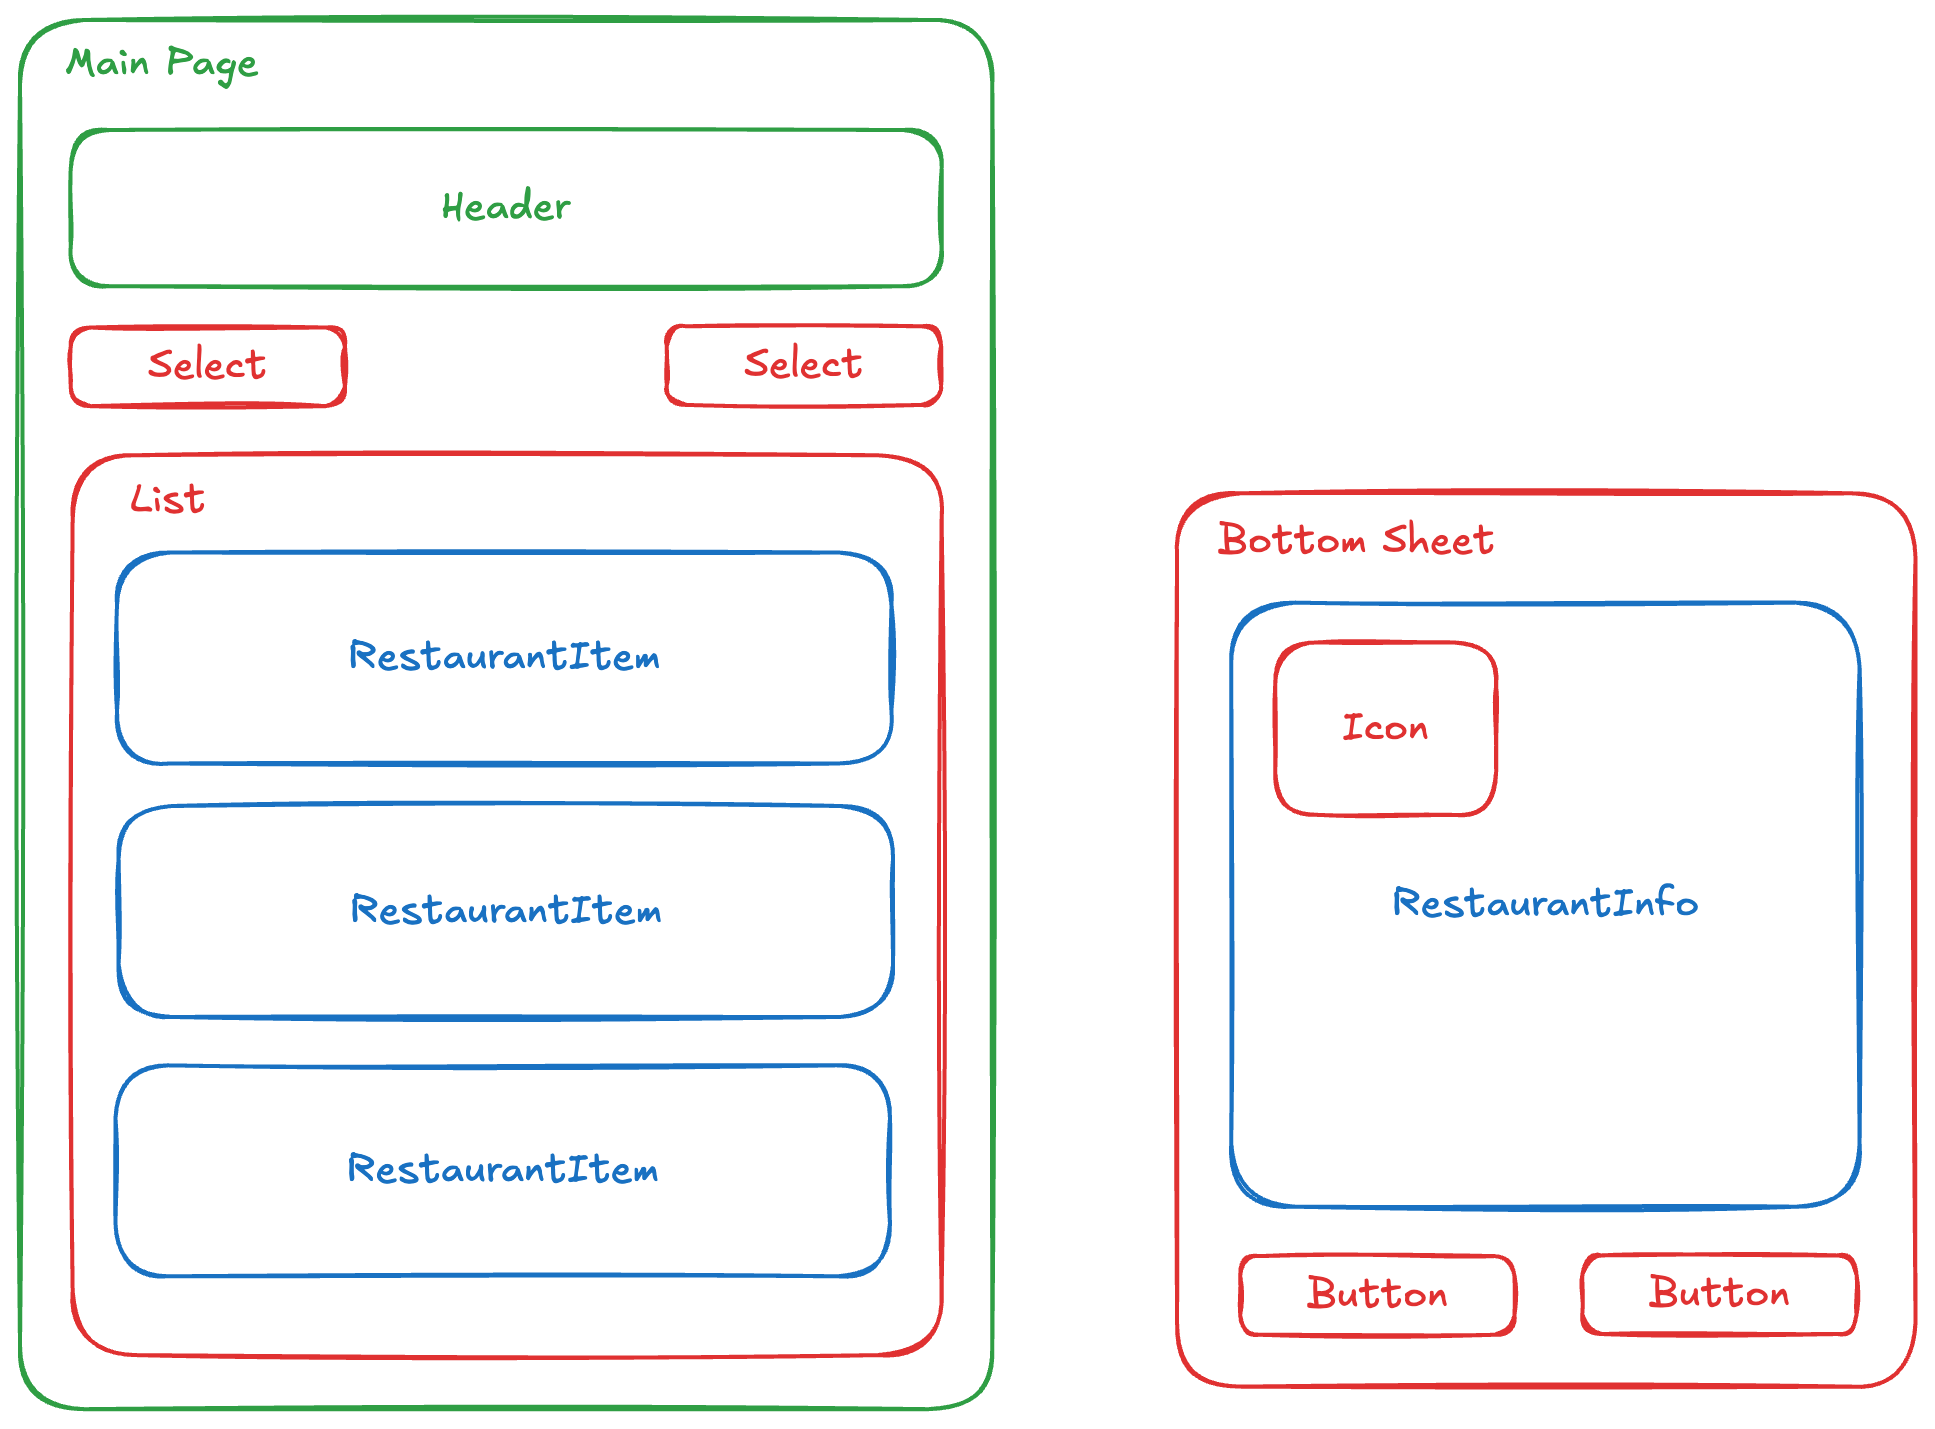 Main Page
Header
Select
Select
List
RestaurantItem
RestaurantItem
RestaurantItem
Bottom Sheet
Icon
RestaurantInfo
Button
Button